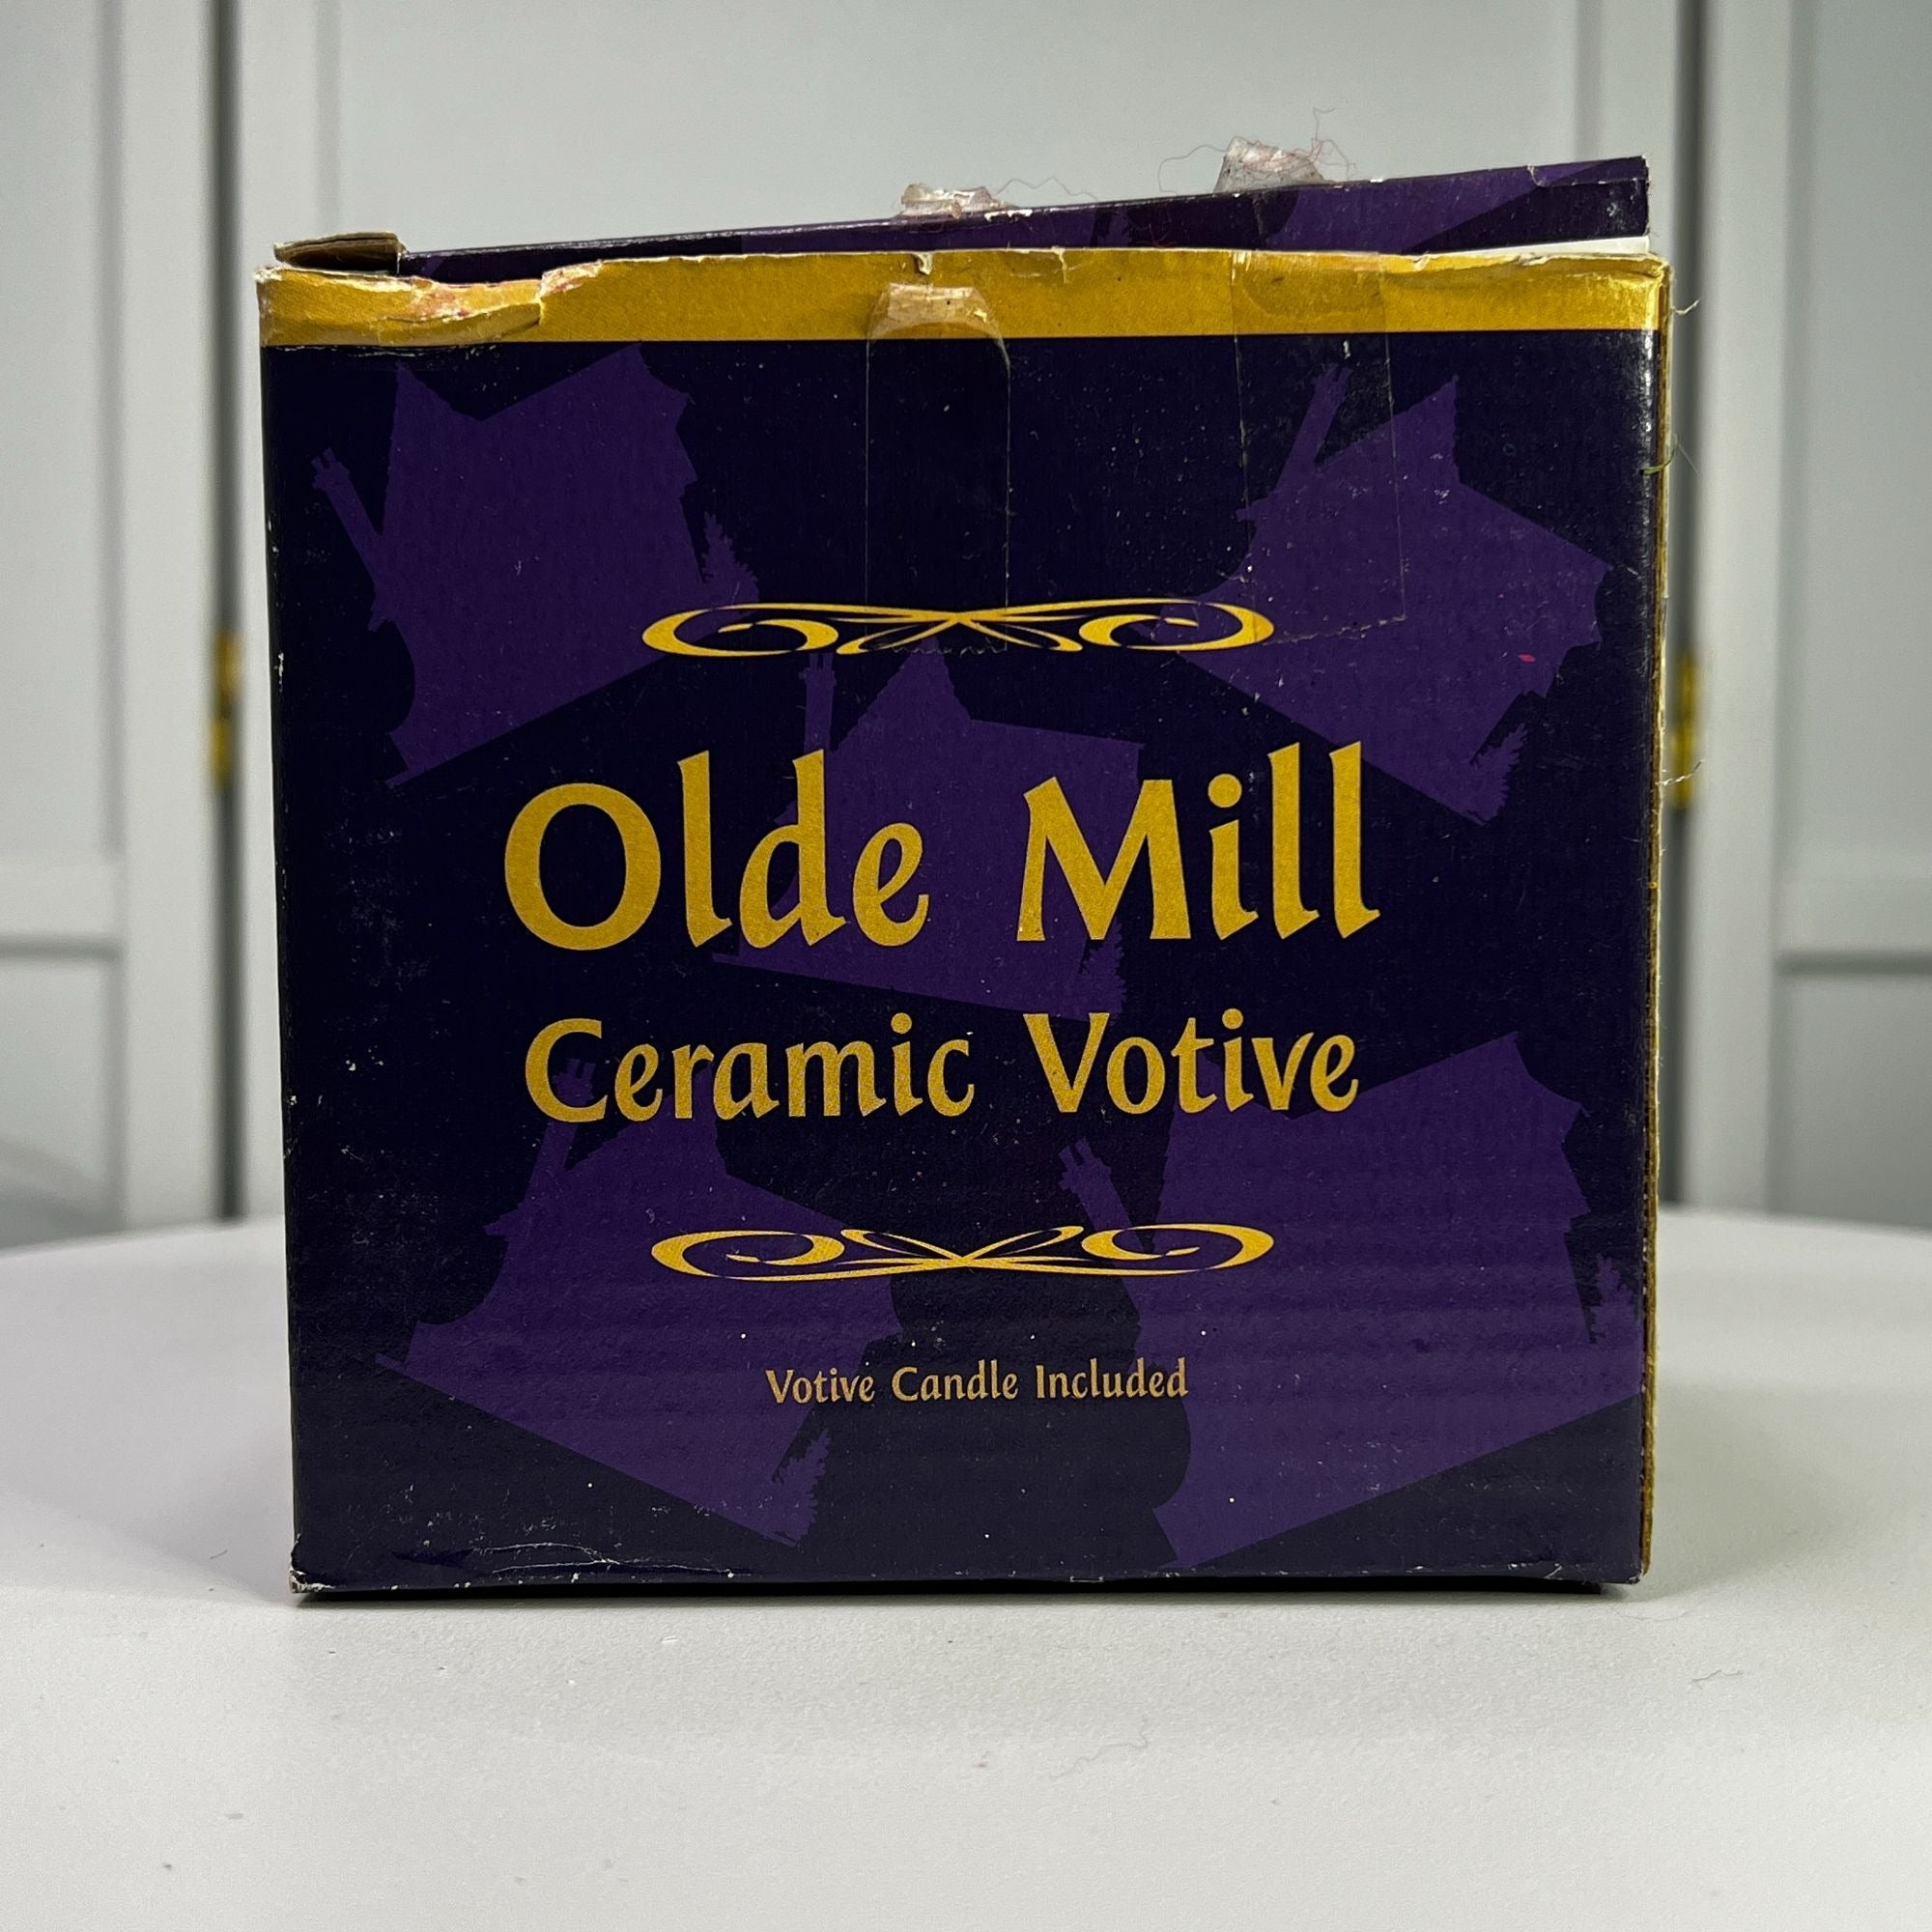 Olde Mill
Ceramic Votive
Votive Candle Included